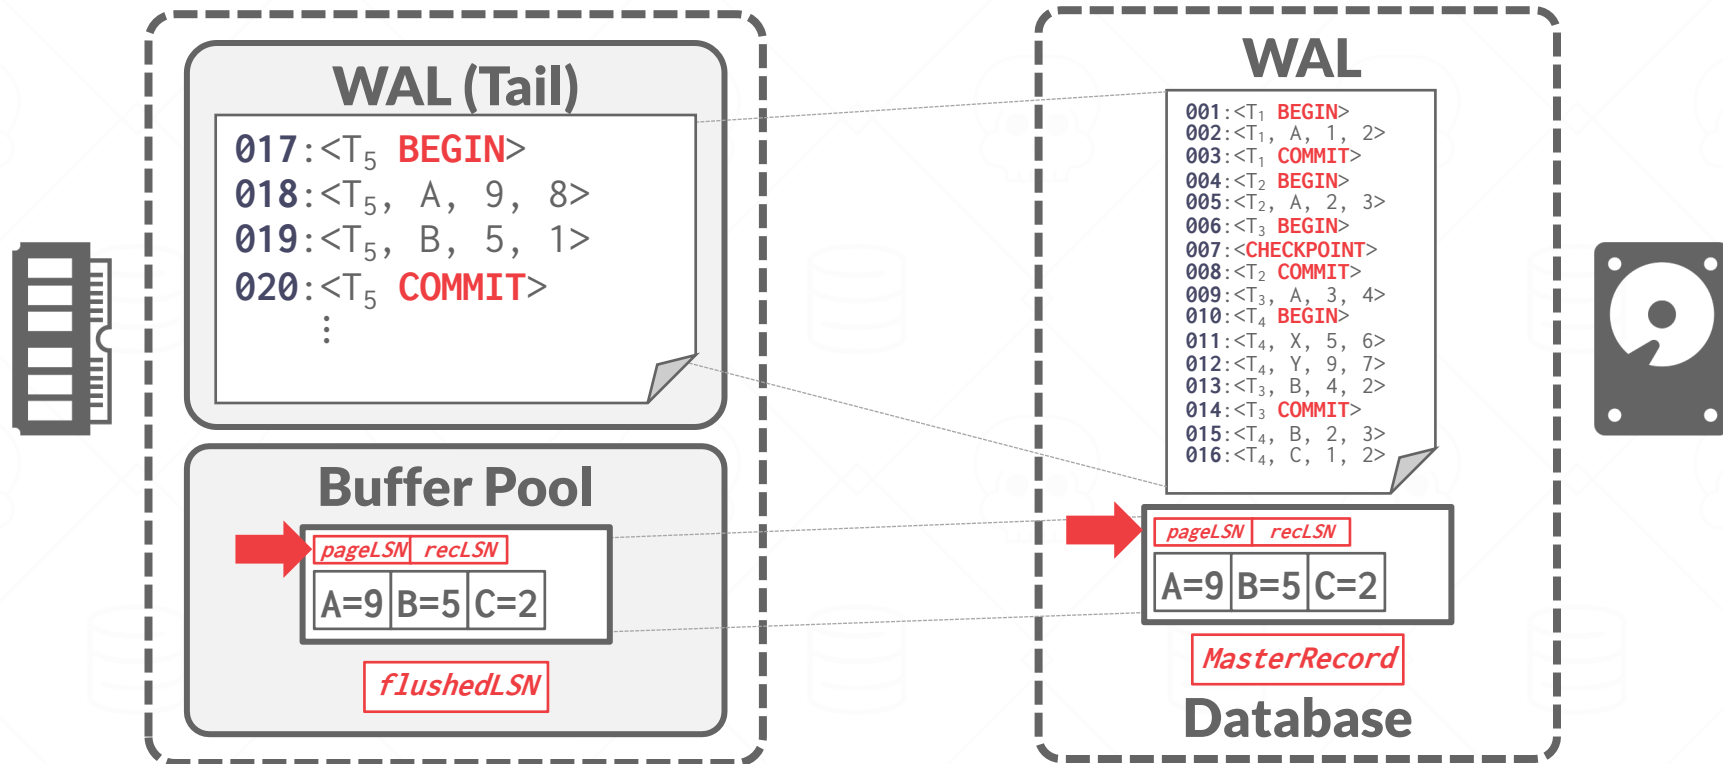 WAL (Tail)
017:<T5 BEGIN>
018:<T5, A, 9, 8>
019:<T5, B, 5, 1>
020:<T5 COMMIT>
⋮
Buffer Pool
pageLSN recLSN
A=9 B=5 C=2
flushedLSN
WAL
001:<T1 BEGIN>
002:<T1, A, 1, 2>
003:<T1 COMMIT>
004:<T2 BEGIN>
005:<T2, A, 2, 3>
006:<T3 BEGIN>
007:<CHECKPOINT>
008:<T2 COMMIT>
009:<T3, A, 3, 4>
010:<T4 BEGIN>
011:<T4, X, 5, 6>
012:<T4, Y, 9, 7>
013:<T3, B, 4, 2>
014:<T3 COMMIT>
015:<T4, B, 2, 3>
016:<T4, C, 1, 2>
pageLSN recLSN
A=9 B=5 C=2
MasterRecord
Database